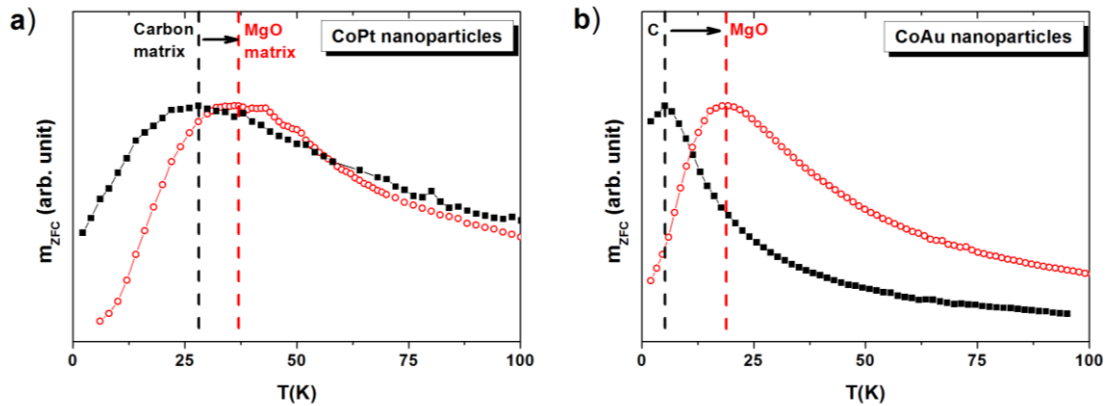 a)
Carbon
matrix
MgO
matrix
CoPt nanoparticles
m_ZFC (arb. unit)
0 25 50 75 100
T(K)
b)
C
MgO
CoAu nanoparticles
m_ZFC (arb. unit)
0 25 50 75 100
T(K)